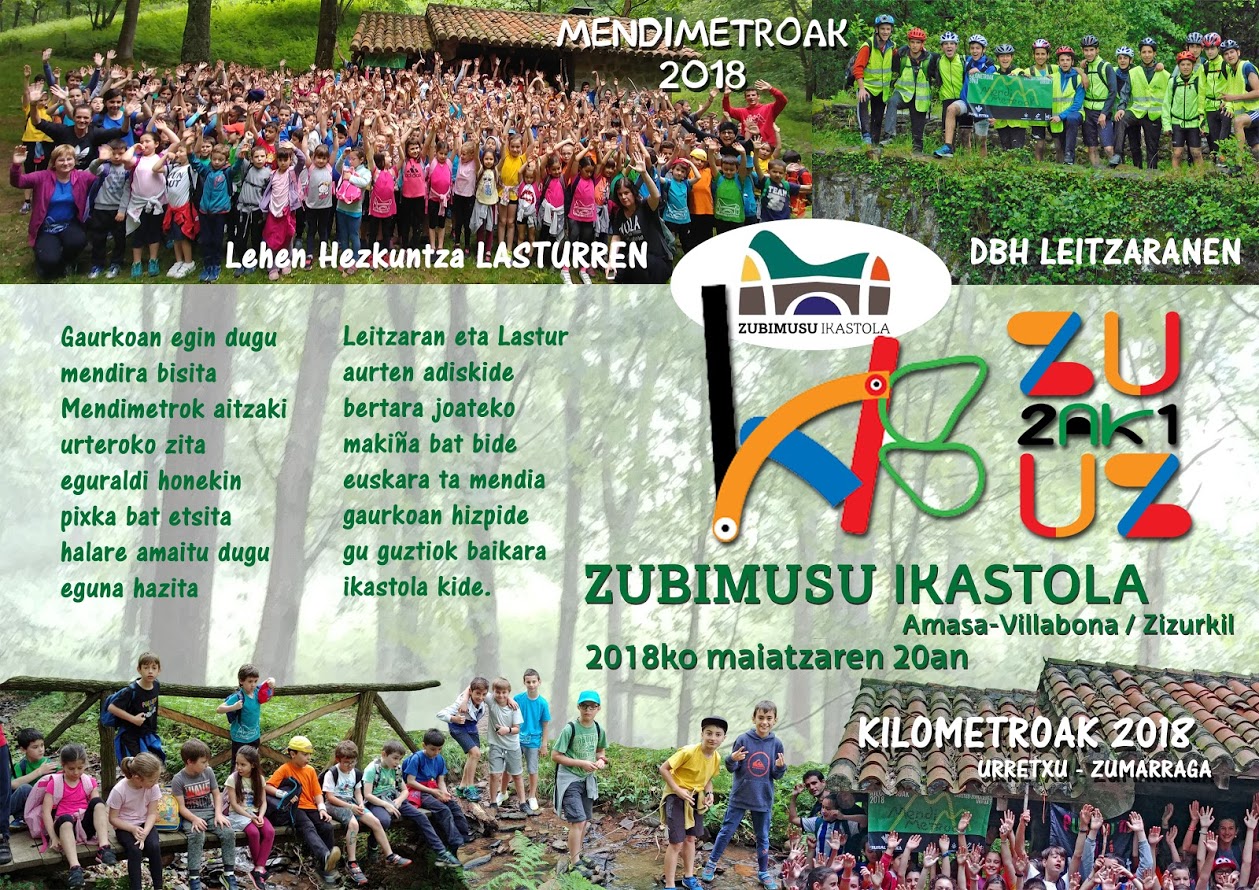 MENDIMETROAK
2018
Lehen Hezkuntza LASTURREN
DBH LEITZARANEN
ZUBIMUSU IKASTOLA
Gaurkoan egin dugu
mendira bisita
Mendimetrok aitzaki
urteroko zita
eguraldi honekin
pixka bat etsita
halare amaitu dugu
eguna hazita
Leitzaran eta Lastur
aurten adiskide
bertara joateko
makiña bat bide
euskara ta mendia
gaurkoan hizpide
gu guztiok baikara
ikastola kide.
ZU
2AK1
UZ
ZUBIMUSU IKASTOLA
Amasa-Villabona / Zizurkil
2018ko maiatzaren 20an
KILOMETROAK 2018
URRETXU - ZUMARRAGA